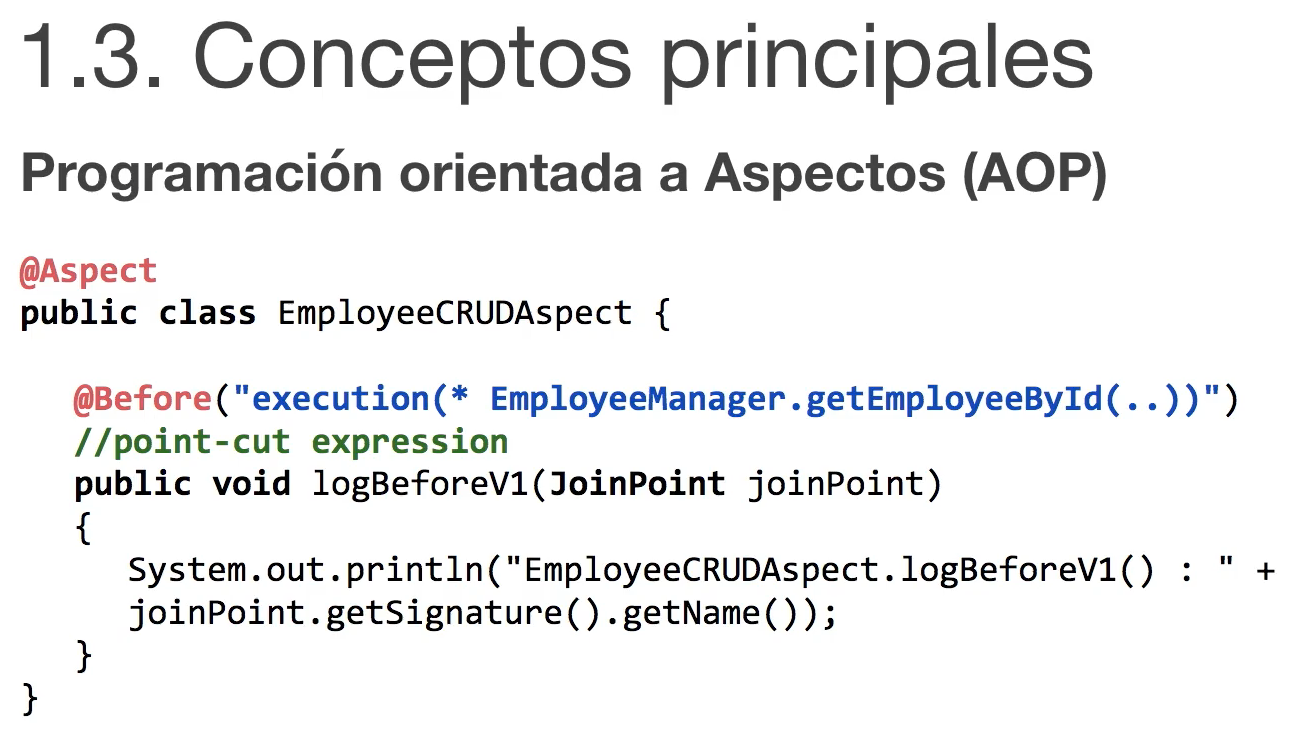 1.3. Conceptos principales
Programación orientada a Aspectos (AOP)
@Aspect
public class EmployeeCRUDAspect {
@Before("execution(* EmployeeManager.getEmployeeById(..))")
//point-cut expression
public void logBeforeV1(JoinPoint joinPoint)
{
System.out.println("EmployeeCRUDAspect.logBeforeV1() : " +
joinPoint.getSignature().getName());
}
}